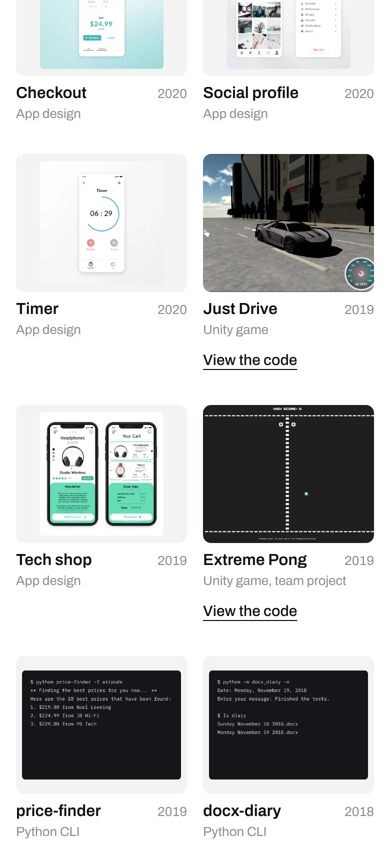 $24.99
Checkout 2020
App design
Social profile 2020
App design
Timer
06 : 29
Timer 2020
App design
Just Drive 2019
Unity game
View the code
Headphones
Studio Wireless
Description
Your Cart
Tech shop 2019
App design
Extreme Pong 2019
Unity game, team project
View the code
$ python price-finder -f airpods
** Finding the best prices for you now... **
Here are the 10 best prices that have been found:
1. $219.00 from Noel Leeming
2. $224.99 from JB Hi-Fi
3. $229.00 from PB Tech
price-finder 2019
Python CLI
$ python -m docx_diary -n
Date: Monday, November 19, 2018
Enter your message: Finished the tests.
$ ls diary
Sunday November 18 2018.docx
Monday November 19 2018.docx
docx-diary 2018
Python CLI